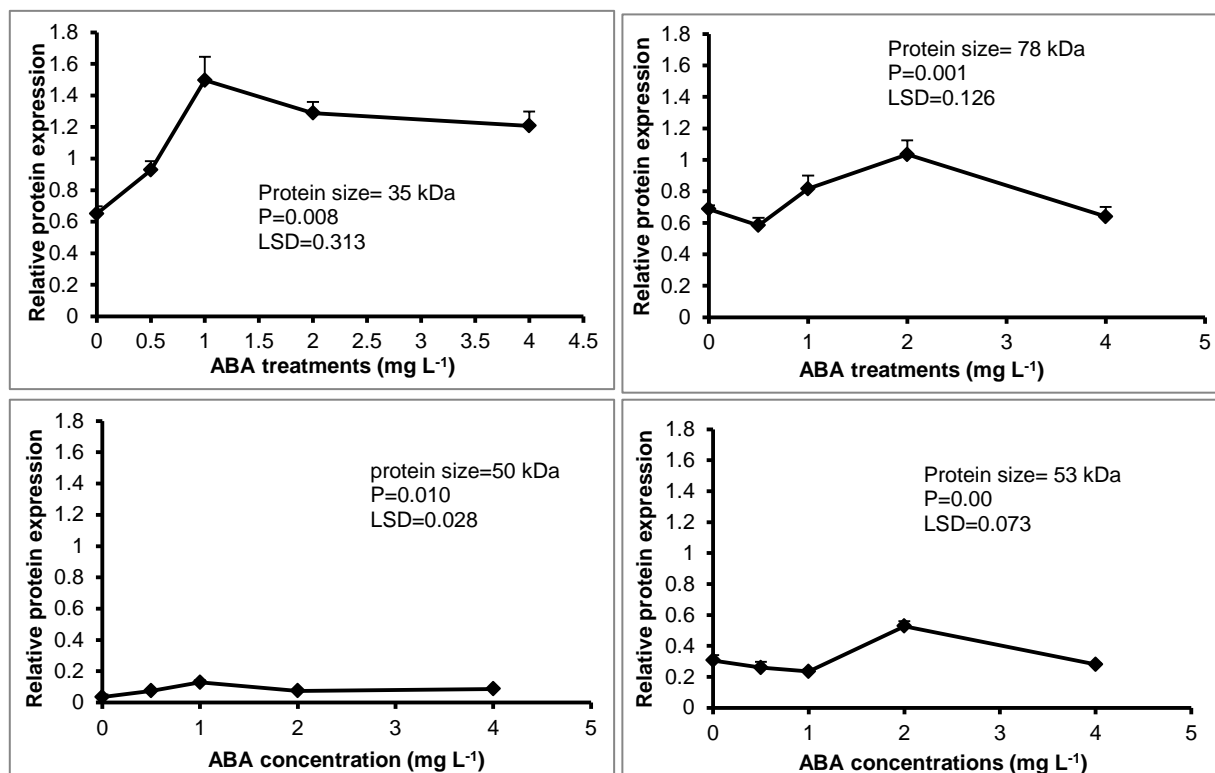 Relative protein expression
1.8
1.6
1.4
1.2
1
0.8
0.6
0.4
0.2
0
Protein size= 35 kDa
P=0.008
LSD=0.313
0 0.5 1 1.5 2 2.5 3 3.5 4 4.5
ABA treatments (mg L⁻¹)
Relative protein expression
1.8
1.6
1.4
1.2
1
0.8
0.6
0.4
0.2
0
Protein size= 78 kDa
P=0.001
LSD=0.126
0 1 2 3 4 5
ABA treatments (mg L⁻¹)
Relative protein expression
1.8
1.6
1.4
1.2
1
0.8
0.6
0.4
0.2
0
protein size=50 kDa
P=0.010
LSD=0.028
0 1 2 3 4 5
ABA concentration (mg L⁻¹)
Relative protein expression
1.8
1.6
1.4
1.2
1
0.8
0.6
0.4
0.2
0
Protein size= 53 kDa
P=0.00
LSD=0.073
0 1 2 3 4 5
ABA concentrations (mg L⁻¹)